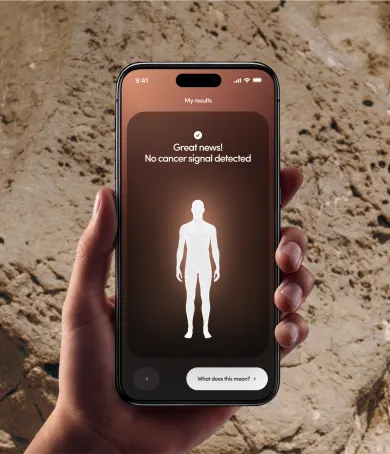 9:41
My results
Great news!
No cancer signal detected
What does this mean?